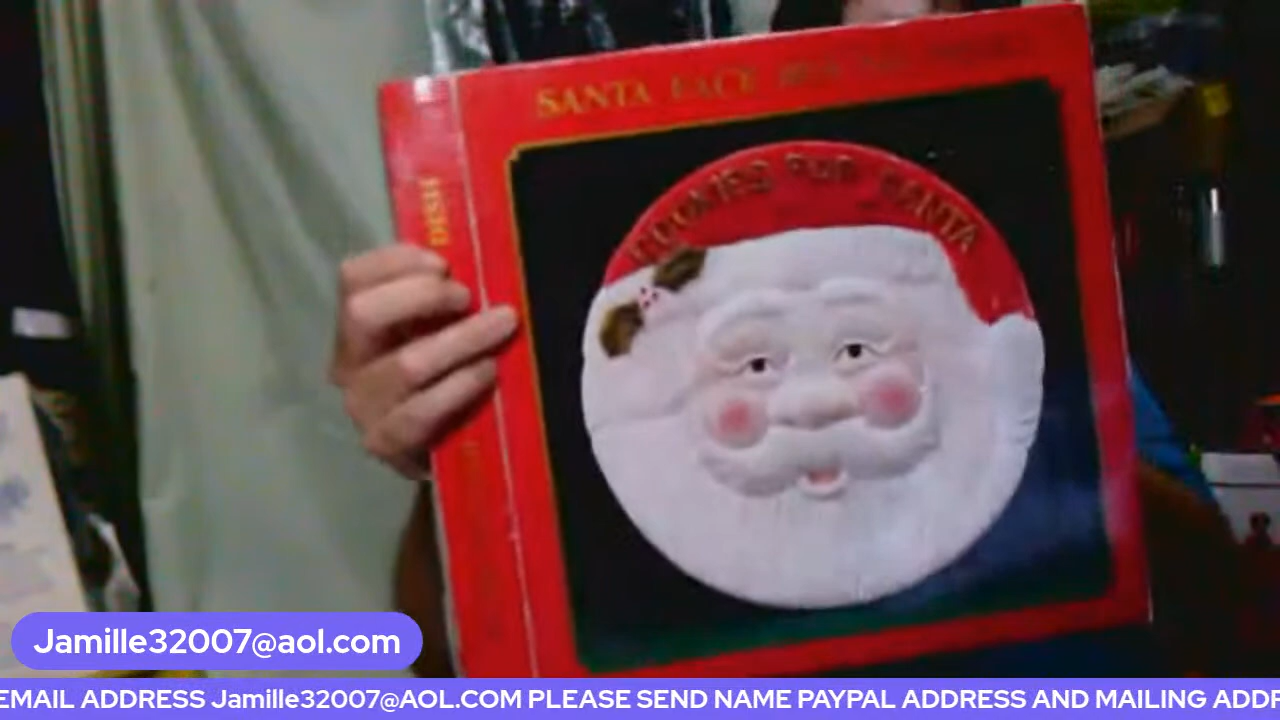 SANTA FACE
DISH
COOKIES FOR SANTA
Jamille32007@aol.com
EMAIL ADDRESS Jamille32007@AOL.COM PLEASE SEND NAME PAYPAL ADDRESS AND MAILING ADDR